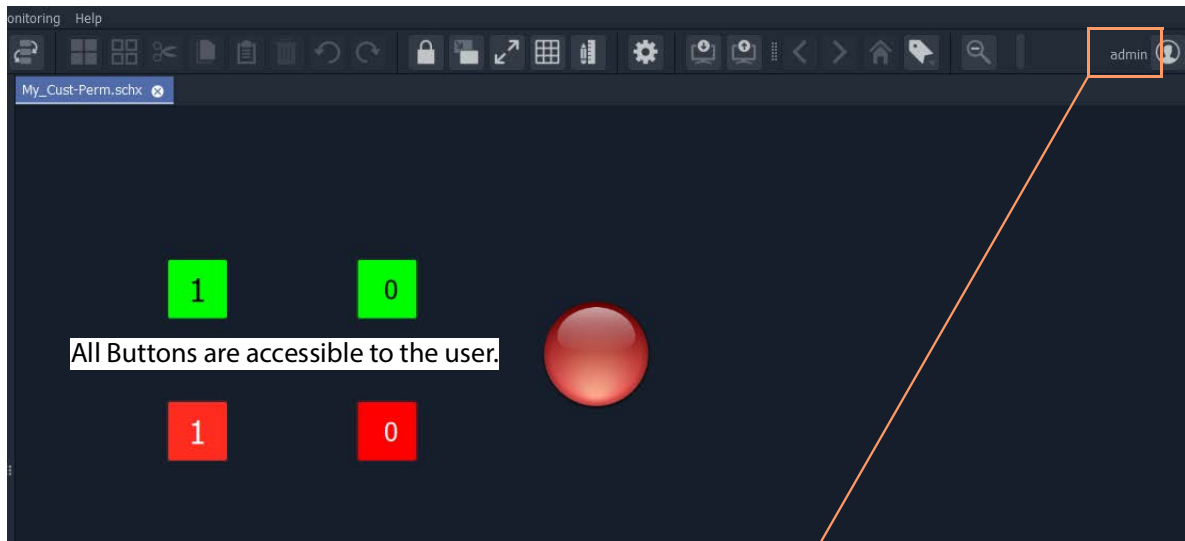 onitoring Help
admin
My_Cust-Perm.schx
1 0
All Buttons are accessible to the user.
1 0